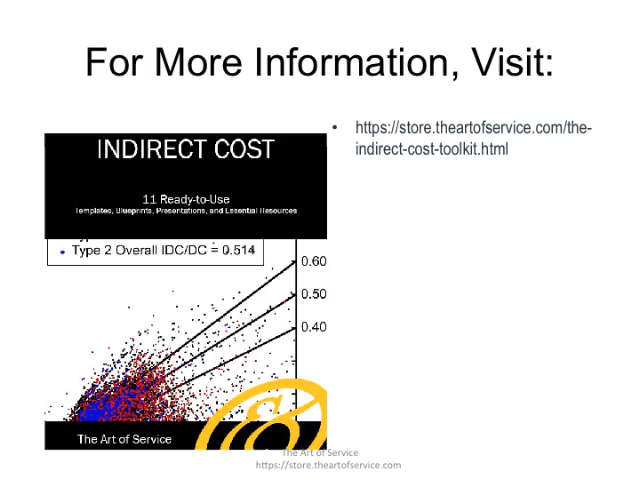 For More Information, Visit:
• https://store.theartofservice.com/the-
indirect-cost-toolkit.html
INDIRECT COST
11 Ready-to-Use
Templates, Blueprints, Presentations, and Essential Resources
• Type 2 Overall IDC/DC = 0.514
0.60
0.50
0.40
The Art of Service
The Art of Service
https://store.theartofservice.com